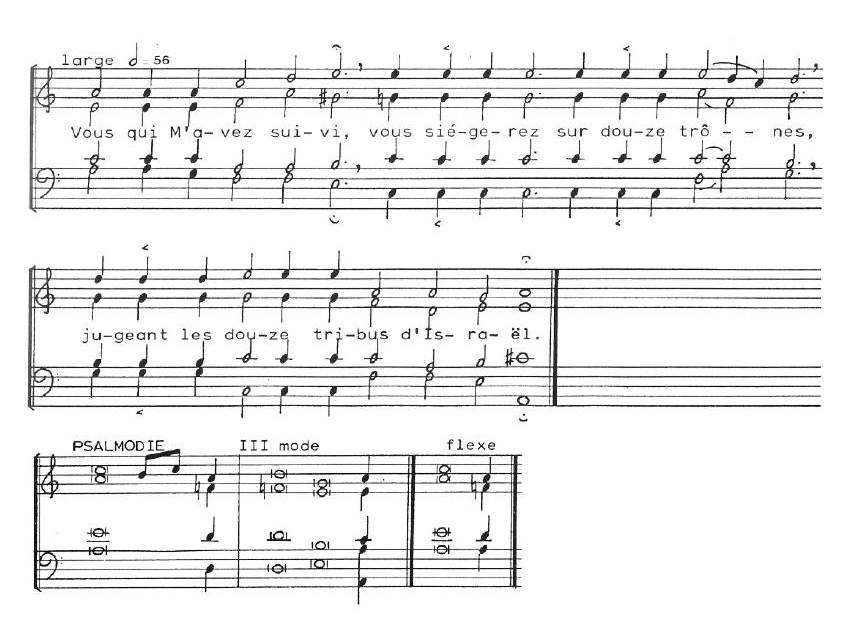 large 𝅗𝅥 = 56
Vous qui M'a- vez sui- vi, vous sié-ge- rez sur dou- ze trô - - nes,
ju-geant les dou-ze tri-bus d'Is- ra- ël.
PSALMODIE III mode flexe